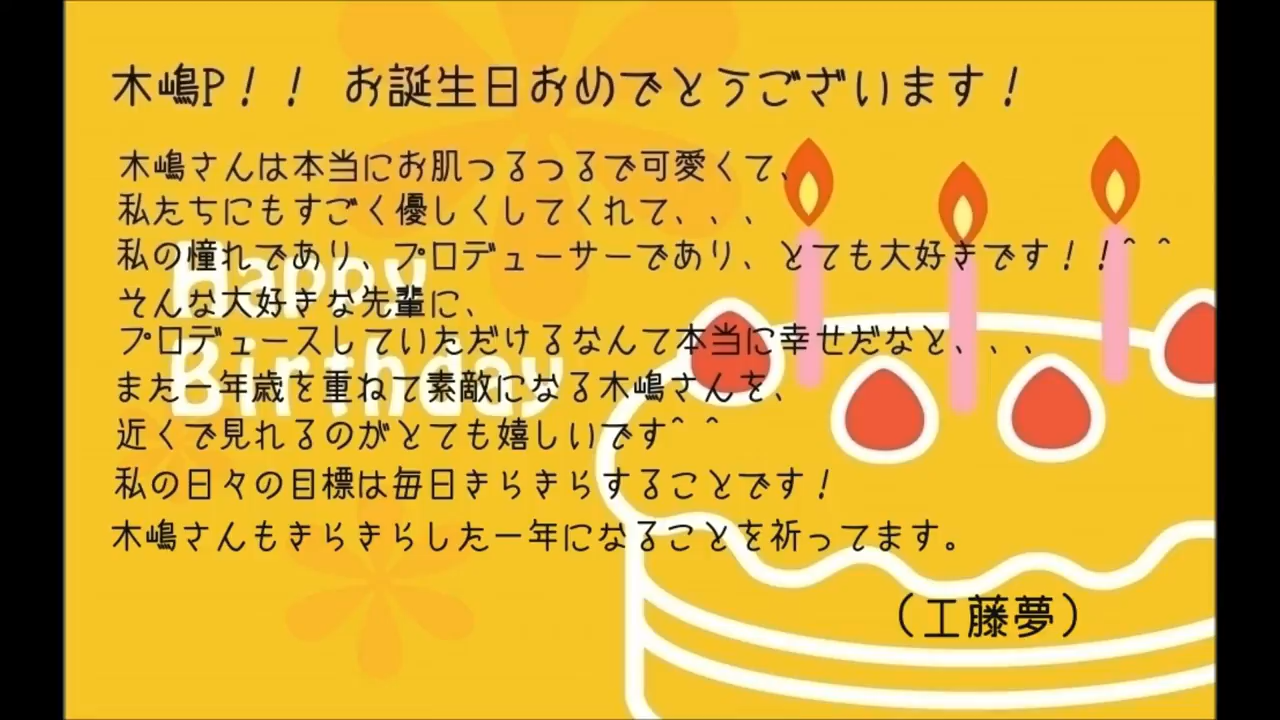 木嶋P！！ お誕生日おめでとうございます！
木嶋さんは本当にお肌つるつるで可愛くて、
私たちにもすごく優しくしてくれて、、、
私の憧れであり、プロデューサーであり、とても大好きです！！^ ^
そんな大好きな先輩に、
プロデュースしていただけるなんて本当に幸せだなと、、、
また一年歳を重ねて素敵になる木嶋さんを、
近くで見れるのがとても嬉しいです^ ^
私の日々の目標は毎日きらきらすることです！
木嶋さんもきらきらした一年になることを祈ってます。
（工藤夢）
Happy
Birthday